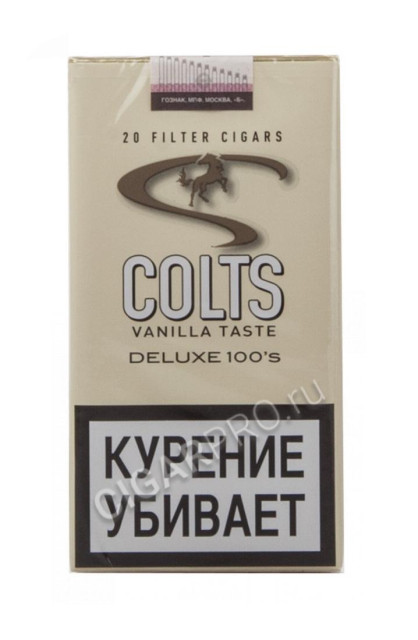 ГОЗНАК, МПФ. МОСКВА, «Б».
20 FILTER CIGARS
COLTS
VANILLA TASTE
DELUXE 100's
КУРЕНИЕ
УБИВАЕТ
CIGARPRO.ru